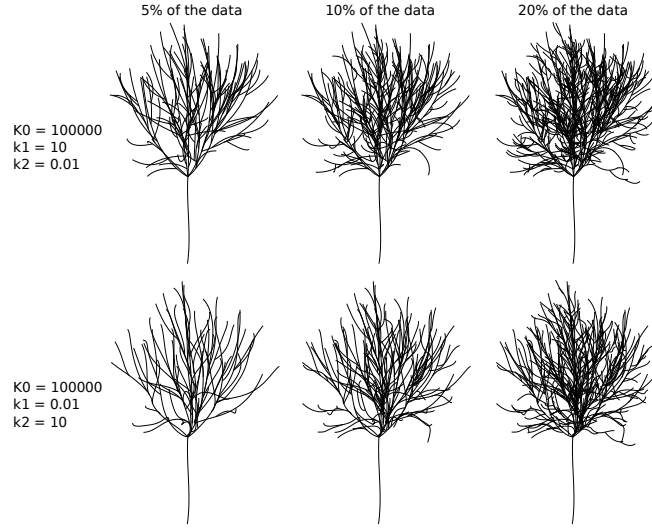 5% of the data
10% of the data
20% of the data
K0 = 100000
k1 = 10
k2 = 0.01
K0 = 100000
k1 = 0.01
k2 = 10